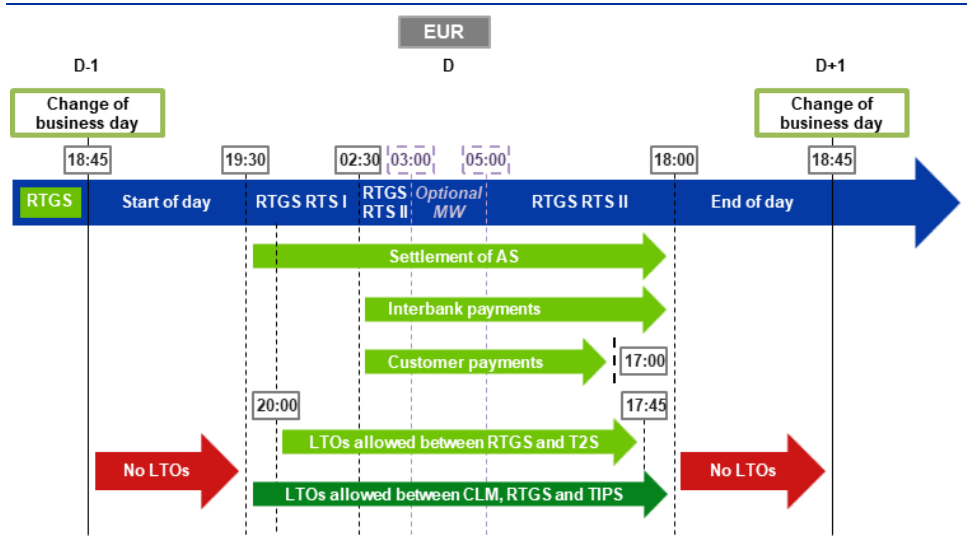 EUR
D-1
D
D+1
Change of
business day
Change of
business day
18:45
19:30
02:30
03:00
05:00
18:00
18:45
RTGS
Start of day
RTGS RTS I
RTGS
RTS II
Optional
MW
RTGS RTS II
End of day
Settlement of AS
Interbank payments
Customer payments
17:00
20:00
17:45
LTOs allowed between RTGS and T2S
No LTOs
No LTOs
LTOs allowed between CLM, RTGS and TIPS